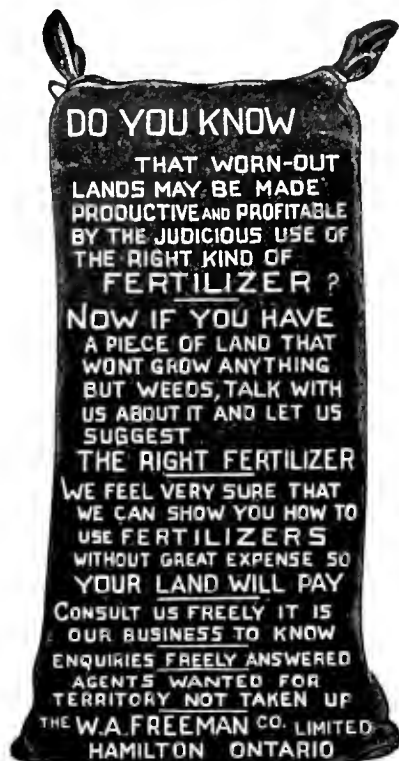 DO YOU KNOW
THAT WORN-OUT
LANDS MAY BE MADE
PRODUCTIVE AND PROFITABLE
BY THE JUDICIOUS USE OF
THE RIGHT KIND OF
FERTILIZER ?
NOW IF YOU HAVE
A PIECE OF LAND THAT
WONT GROW ANYTHING
BUT WEEDS, TALK WITH
US ABOUT IT AND LET US
SUGGEST
THE RIGHT FERTILIZER
WE FEEL VERY SURE THAT
WE CAN SHOW YOU HOW TO
USE FERTILIZERS
WITHOUT GREAT EXPENSE SO
YOUR LAND WILL PAY
CONSULT US FREELY IT IS
OUR BUSINESS TO KNOW
ENQUIRIES FREELY ANSWERED
AGENTS WANTED FOR
TERRITORY NOT TAKEN UP
THE W.A. FREEMAN CO. LIMITED
HAMILTON ONTARIO